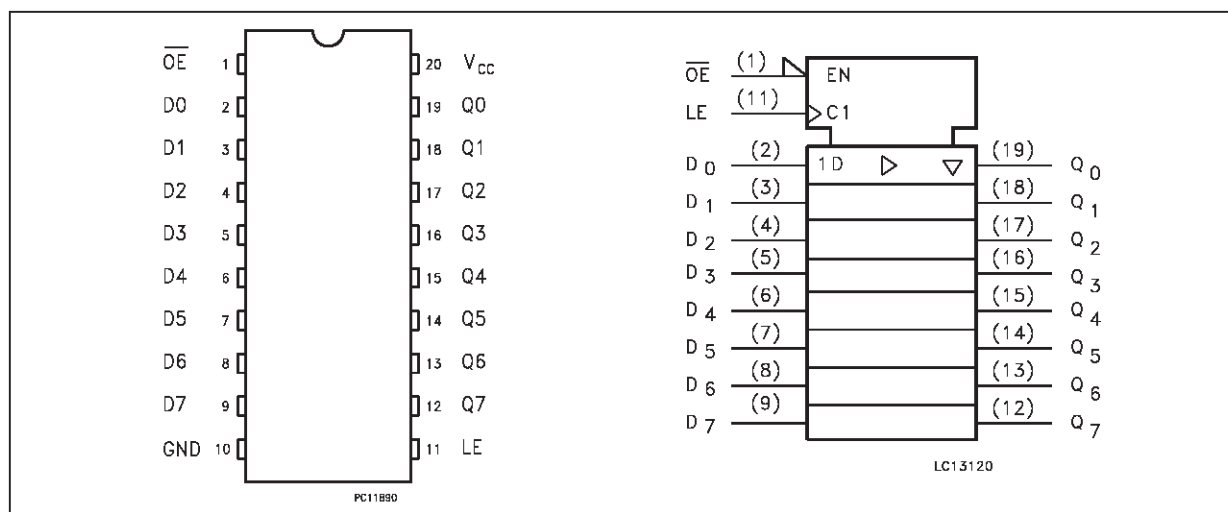 OE 1 20 VCC
D0 2 19 Q0
D1 3 18 Q1
D2 4 17 Q2
D3 5 16 Q3
D4 6 15 Q4
D5 7 14 Q5
D6 8 13 Q6
D7 9 12 Q7
GND 10 11 LE
PC11890
OE (1) EN
LE (11) C1
D0 (2) 1D (19) Q0
D1 (3) (18) Q1
D2 (4) (17) Q2
D3 (5) (16) Q3
D4 (6) (15) Q4
D5 (7) (14) Q5
D6 (8) (13) Q6
D7 (9) (12) Q7
LC13120